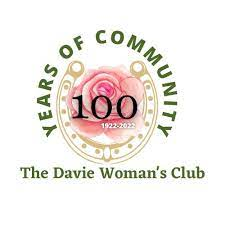 YEARS OF COMMUNITY
100
1922-2022
The Davie Woman's Club